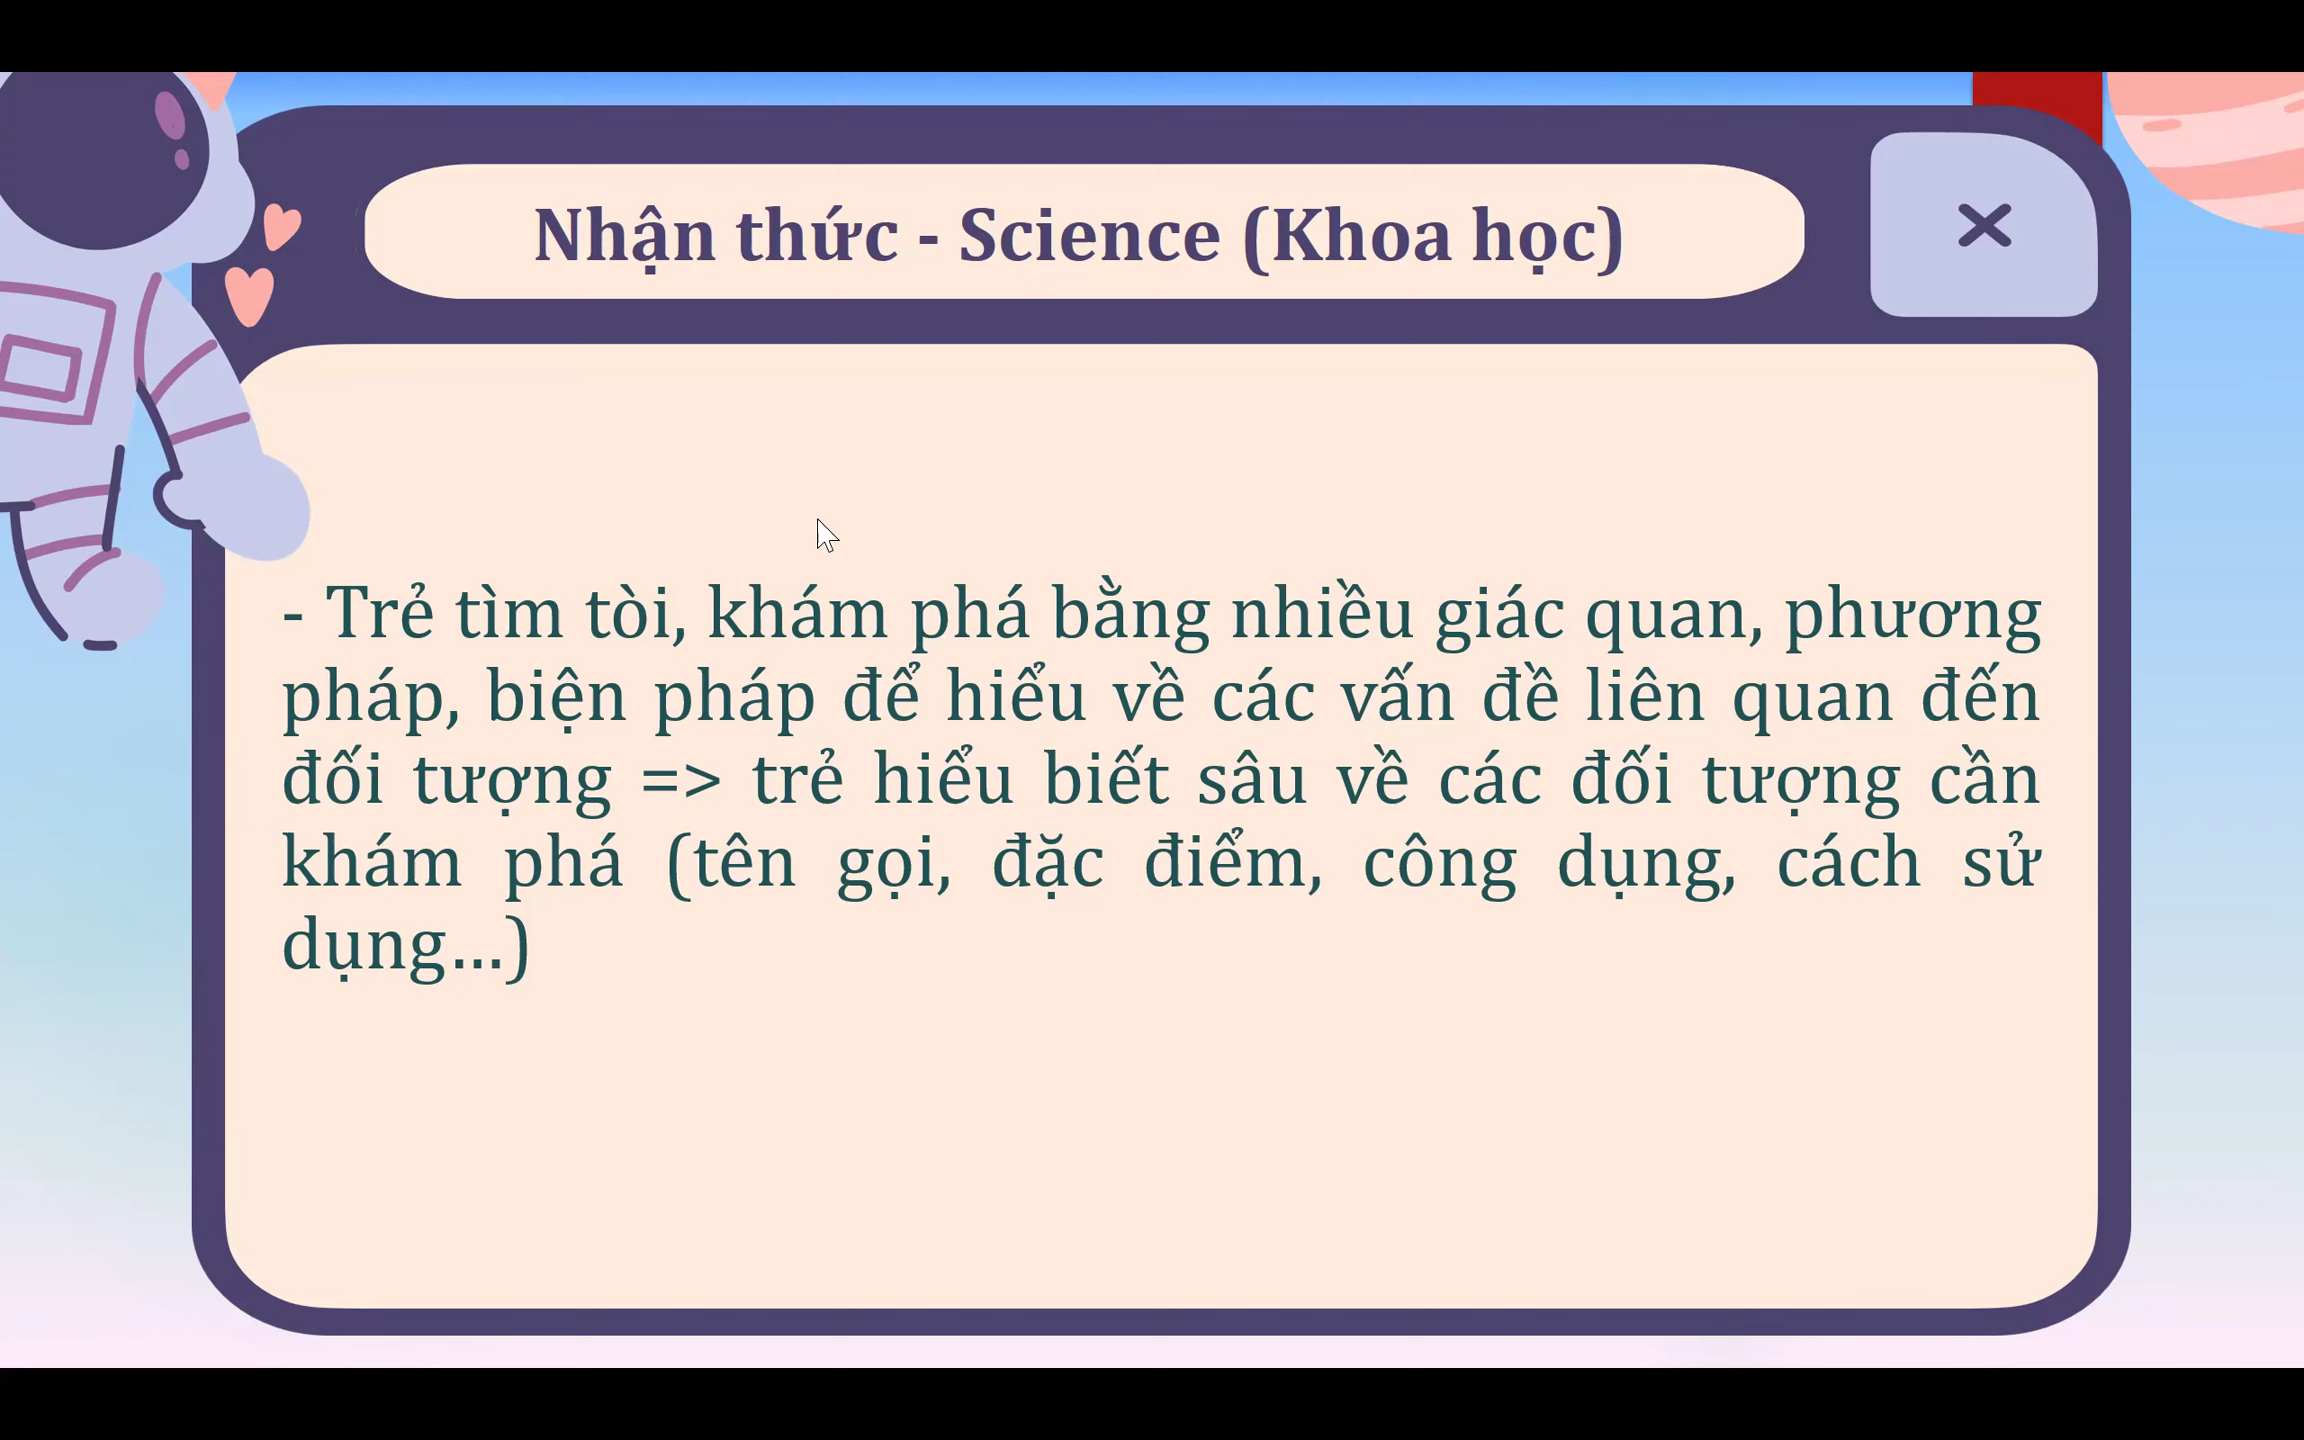 Nhận thức - Science (Khoa học)
- Trẻ tìm tòi, khám phá bằng nhiều giác quan, phương
pháp, biện pháp để hiểu về các vấn đề liên quan đến
đối tượng => trẻ hiểu biết sâu về các đối tượng cần
khám phá (tên gọi, đặc điểm, công dụng, cách sử
dụng...)